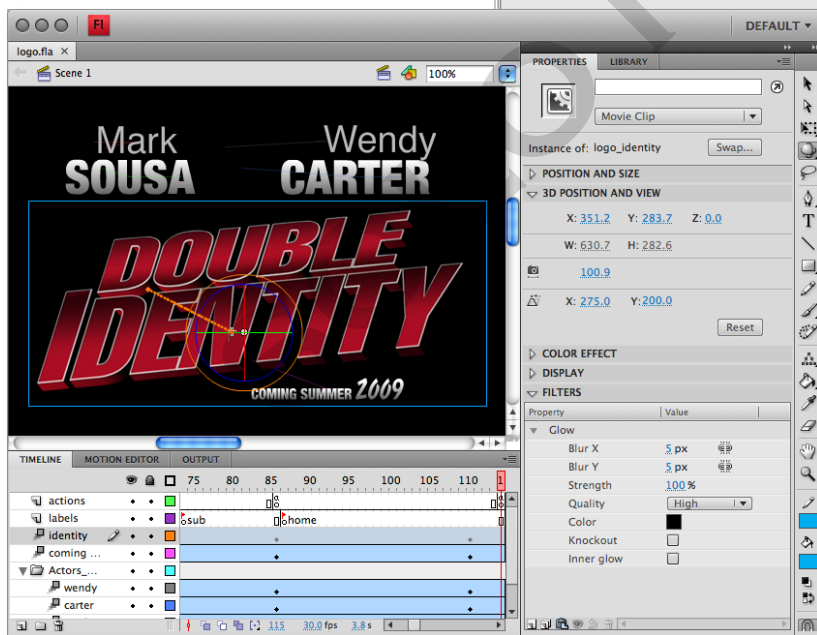 Fl
DEFAULT
logo.fla ×
Scene 1
100%
Mark
SOUSA
Wendy
CARTER
DOUBLE
IDENTITY
COMING SUMMER 2009
PROPERTIES LIBRARY
Movie Clip
Instance of: logo_identity Swap...
POSITION AND SIZE
3D POSITION AND VIEW
X: 351.2 Y: 283.7 Z: 0.0
W: 630.7 H: 282.6
100.9
X: 275.0 Y: 200.0
Reset
COLOR EFFECT
DISPLAY
FILTERS
Property Value
Glow
Blur X 5 px
Blur Y 5 px
Strength 100 %
Quality High
Color
Knockout
Inner glow
TIMELINE MOTION EDITOR OUTPUT
75 80 85 90 95 100 105 110 1
actions
labels sub home
identity
coming ...
Actors_...
wendy
carter
115 30.0 fps 3.8 s